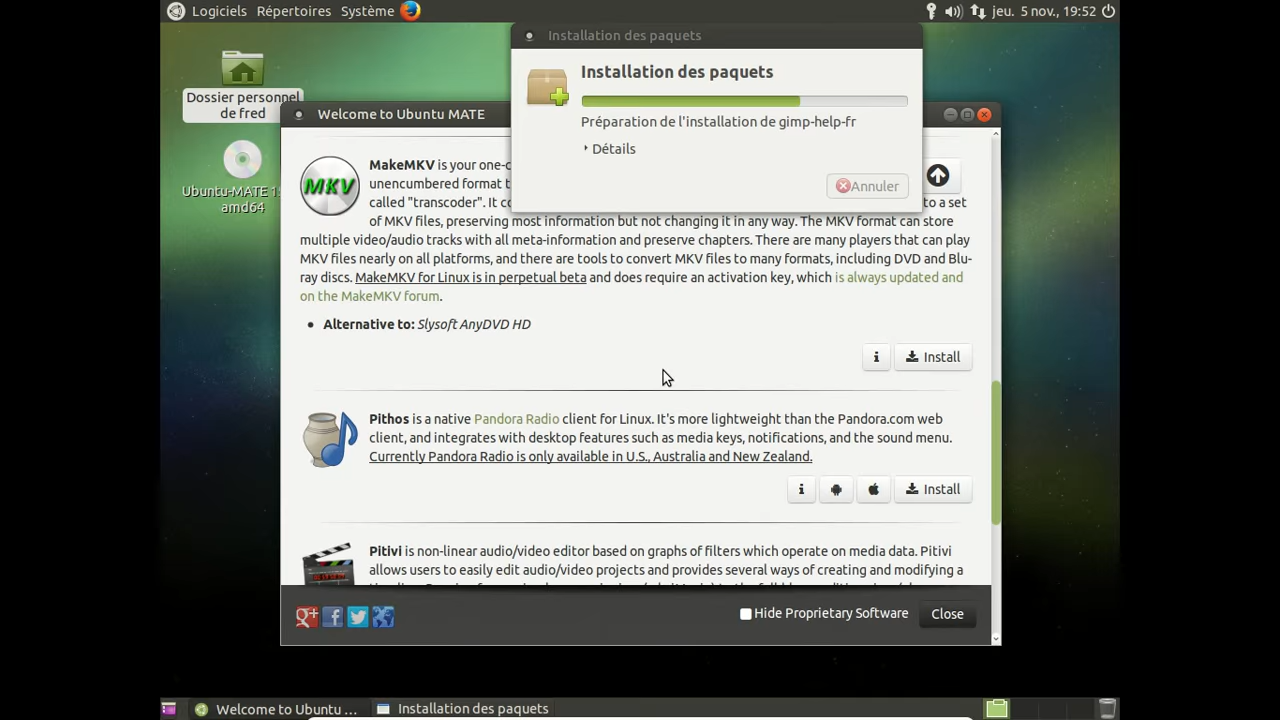 Logiciels Répertoires Système
jeu. 5 nov., 19:52
Dossier personnel
de fred
Ubuntu-MATE 1
amd64
Installation des paquets
Installation des paquets
Préparation de l'installation de gimp-help-fr
Détails
Annuler
Welcome to Ubuntu MATE
MKV
MakeMKV is your one-c
unencumbered format t
called "transcoder". It co to a set
of MKV files, preserving most information but not changing it in any way. The MKV format can store
multiple video/audio tracks with all meta-information and preserve chapters. There are many players that can play
MKV files nearly on all platforms, and there are tools to convert MKV files to many formats, including DVD and Blu-
ray discs. MakeMKV for Linux is in perpetual beta and does require an activation key, which is always updated and
on the MakeMKV forum.
• Alternative to: Slysoft AnyDVD HD
i Install
Pithos is a native Pandora Radio client for Linux. It's more lightweight than the Pandora.com web
client, and integrates with desktop features such as media keys, notifications, and the sound menu.
Currently Pandora Radio is only available in U.S., Australia and New Zealand.
i Install
Pitivi is non-linear audio/video editor based on graphs of filters which operate on media data. Pitivi
allows users to easily edit audio/video projects and provides several ways of creating and modifying a
Hide Proprietary Software Close
Welcome to Ubuntu ... Installation des paquets